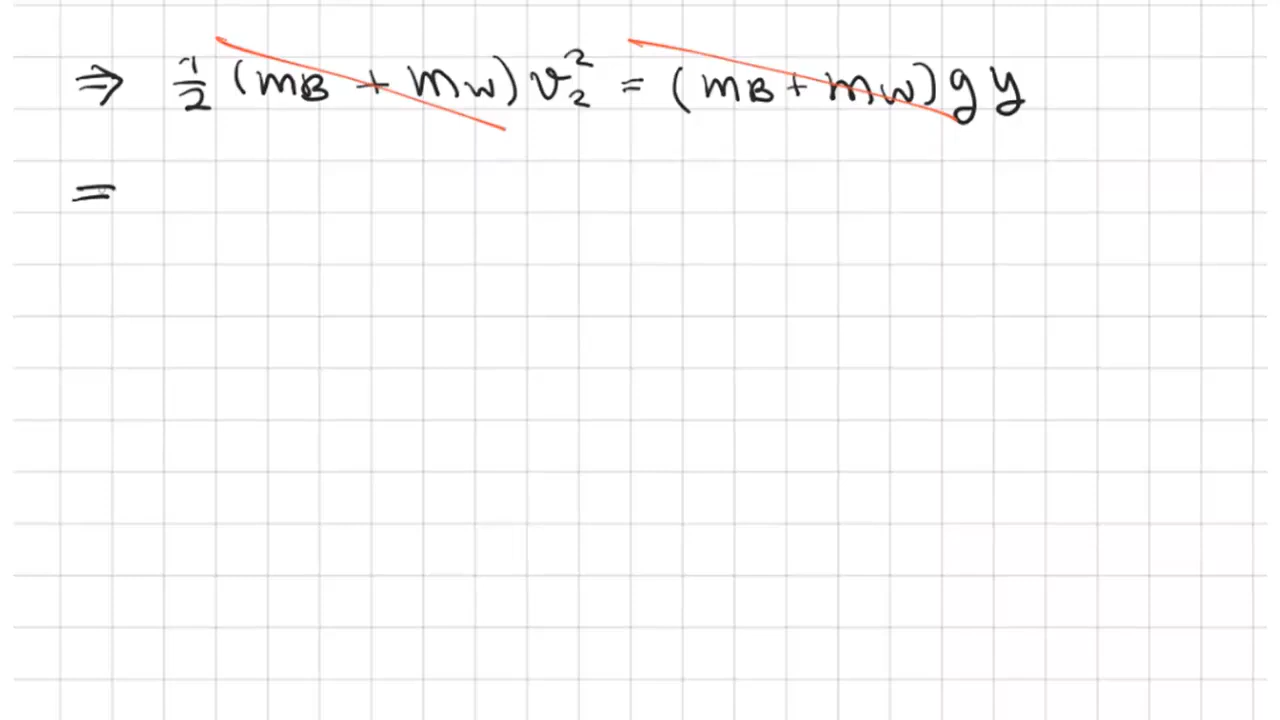 ⇒ 1/2 (mB + mW) v₂² = (mB + mW) g y
=